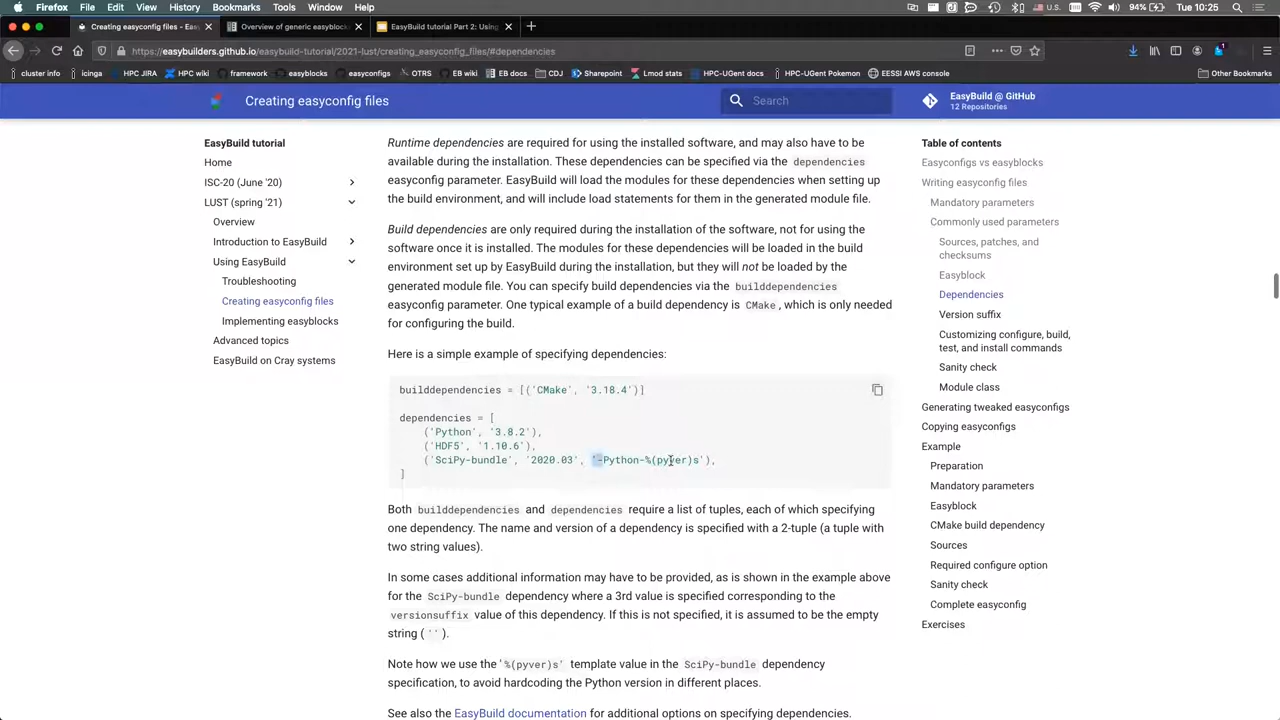 Firefox File Edit View History Bookmarks Tools Window Help
U.S. 94% Tue 10:25
Creating easyconfig files - Eas
Overview of generic easyblock
EasyBuild tutorial Part 2: Using
https://easybuilders.github.io/easybuild-tutorial/2021-lust/creating_easyconfig_files/#dependencies
cluster info Icinga HPC JIRA HPC wiki framework easyblocks easyconfigs OTRS EB wiki EB docs CDJ Sharepoint Lmod stats HPC-UGent docs HPC-UGent Pokemon EESSI AWS console Other Bookmarks
Creating easyconfig files
Search
EasyBuild @ GitHub
12 Repositories
EasyBuild tutorial
Home
ISC-20 (June '20)
LUST (spring '21)
Overview
Introduction to EasyBuild
Using EasyBuild
Troubleshooting
Creating easyconfig files
Implementing easyblocks
Advanced topics
EasyBuild on Cray systems
Runtime dependencies are required for using the installed software, and may also have to be
available during the installation. These dependencies can be specified via the dependencies
easyconfig parameter. EasyBuild will load the modules for these dependencies when setting up
the build environment, and will include load statements for them in the generated module file.
Build dependencies are only required during the installation of the software, not for using the
software once it is installed. The modules for these dependencies will be loaded in the build
environment set up by EasyBuild during the installation, but they will not be loaded by the
generated module file. You can specify build dependencies via the builddependencies
easyconfig parameter. One typical example of a build dependency is CMake, which is only needed
for configuring the build.
Here is a simple example of specifying dependencies:
builddependencies = [('CMake', '3.18.4')]
dependencies = [
('Python', '3.8.2'),
('HDF5', '1.10.6'),
('SciPy-bundle', '2020.03', '-Python-%(pyver)s'),
]
Both builddependencies and dependencies require a list of tuples, each of which specifying
one dependency. The name and version of a dependency is specified with a 2-tuple (a tuple with
two string values).
In some cases additional information may have to be provided, as is shown in the example above
for the SciPy-bundle dependency where a 3rd value is specified corresponding to the
versionsuffix value of this dependency. If this is not specified, it is assumed to be the empty
string ( '' ).
Note how we use the '%(pyver)s' template value in the SciPy-bundle dependency
specification, to avoid hardcoding the Python version in different places.
See also the EasyBuild documentation for additional options on specifying dependencies.
Table of contents
Easyconfigs vs easyblocks
Writing easyconfig files
Mandatory parameters
Commonly used parameters
Sources, patches, and
checksums
Easyblock
Dependencies
Version suffix
Customizing configure, build,
test, and install commands
Sanity check
Module class
Generating tweaked easyconfigs
Copying easyconfigs
Example
Preparation
Mandatory parameters
Easyblock
CMake build dependency
Sources
Required configure option
Sanity check
Complete easyconfig
Exercises